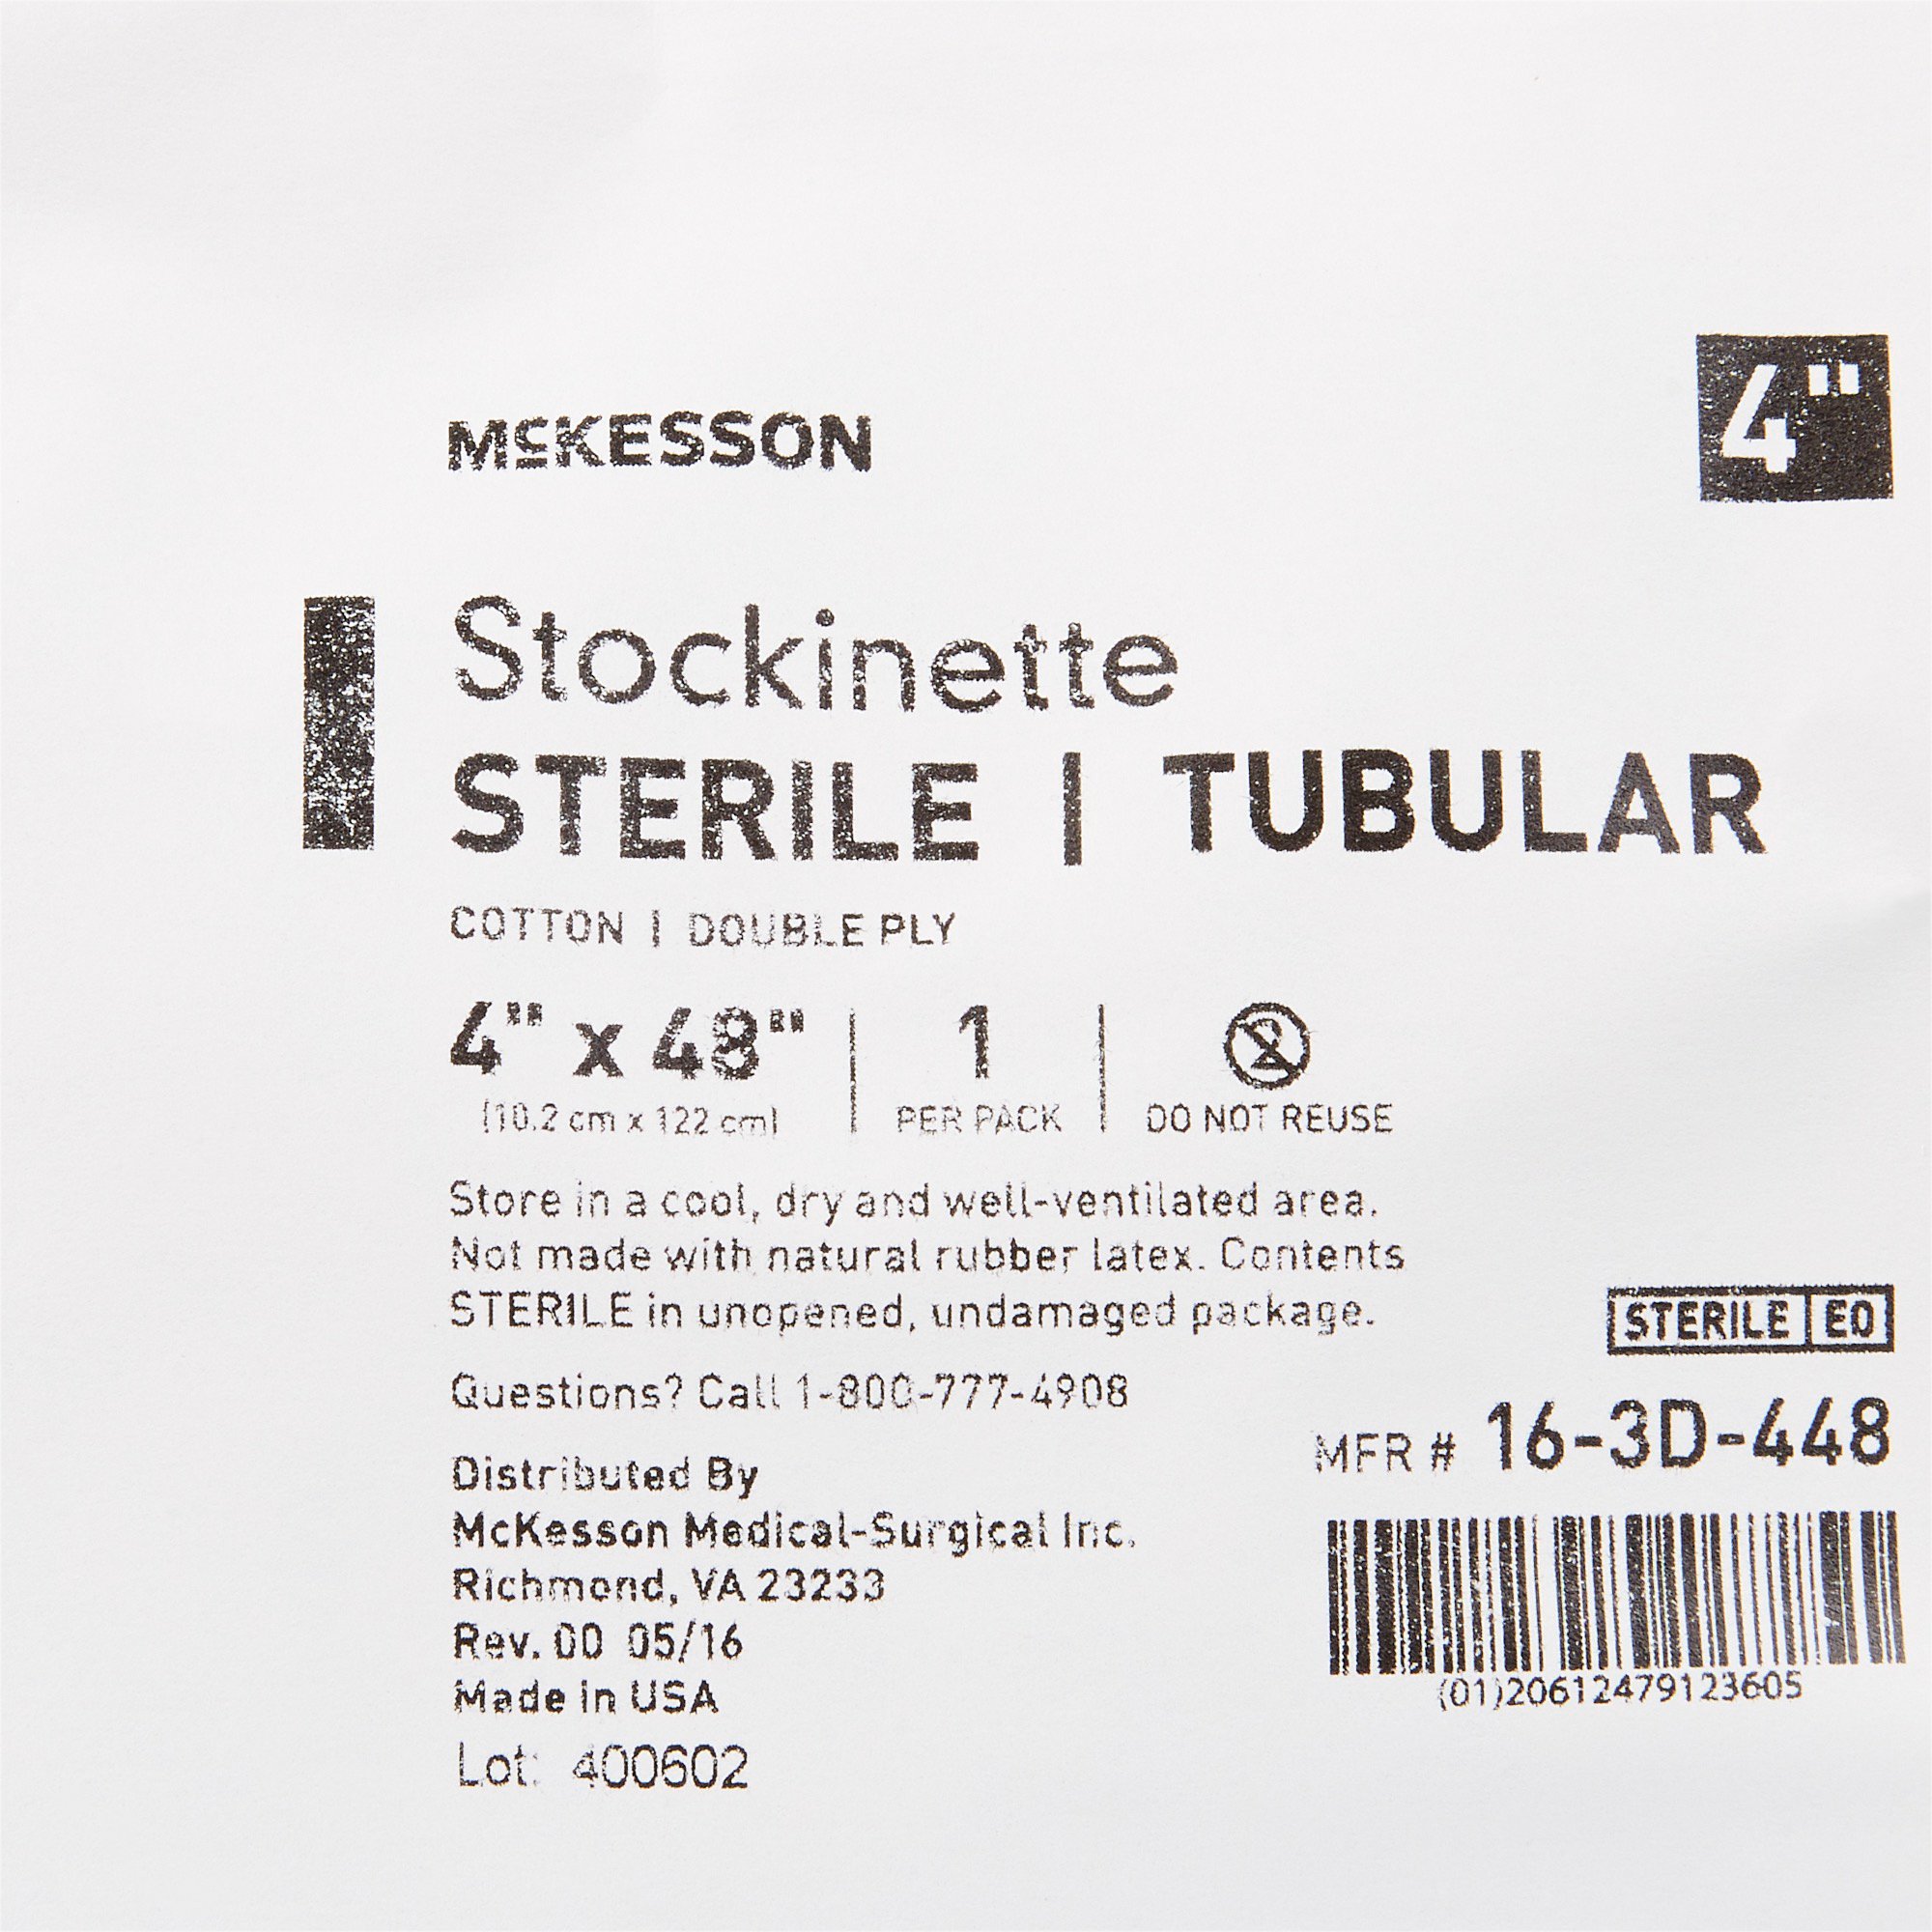 McKESSON
4"
Stockinette
STERILE | TUBULAR
COTTON | DOUBLE PLY
4" x 48"
(10.2 cm x 122 cm)
1
PER PACK
2
DO NOT REUSE
Store in a cool, dry and well-ventilated area.
Not made with natural rubber latex. Contents
STERILE in unopened, undamaged package.
STERILE EO
Questions? Call 1-800-777-4908
MFR # 16-3D-448
Distributed By
McKesson Medical-Surgical Inc.
Richmond, VA 23233
Rev. 00 05/16
Made in USA
Lot: 400602
(01)20612479123605